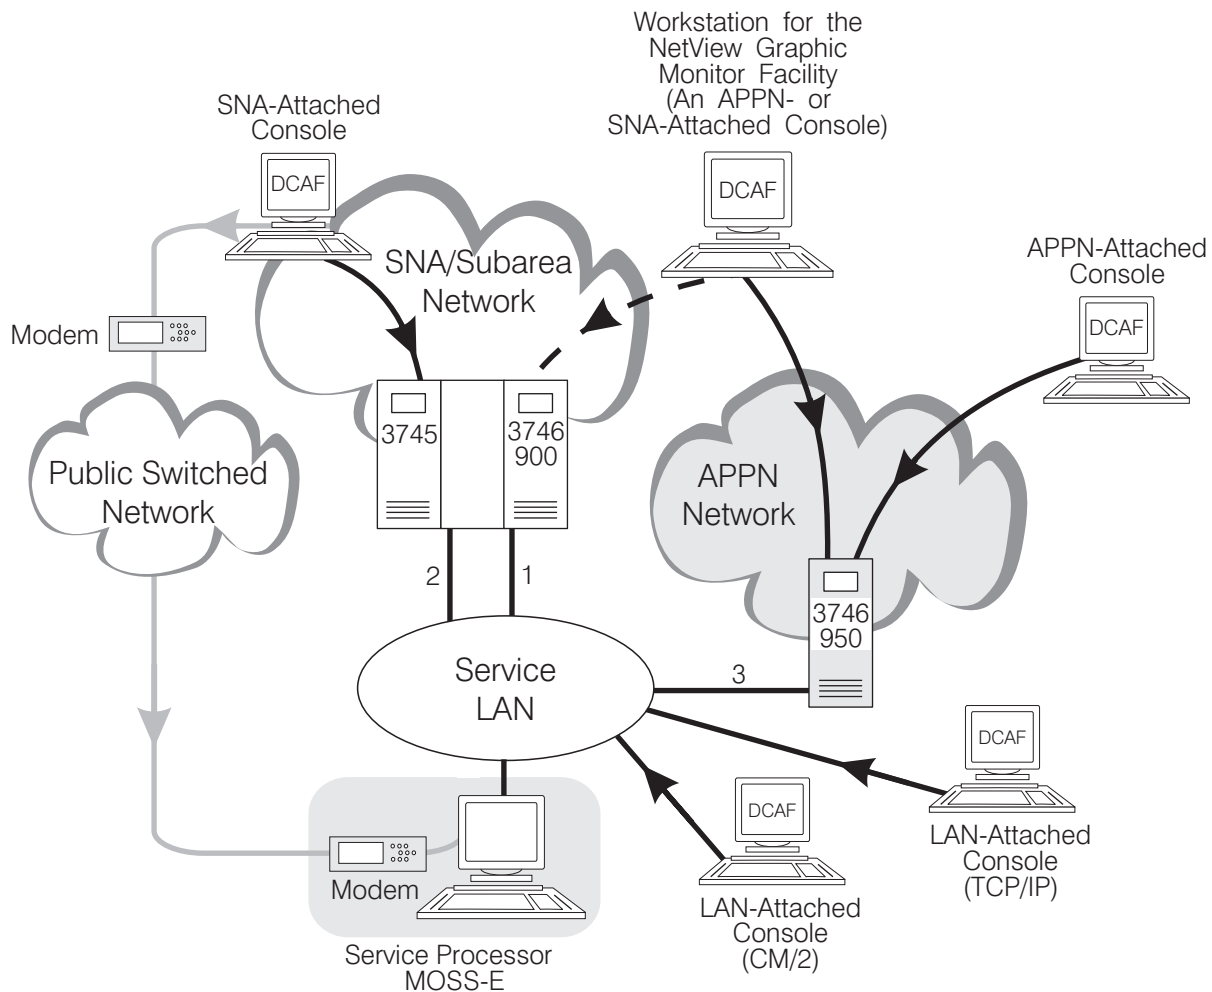 Workstation for the
NetView Graphic
Monitor Facility
(An APPN- or
SNA-Attached Console)
SNA-Attached
Console
DCAF
DCAF
SNA/Subarea
Network
APPN-Attached
Console
DCAF
Modem
3745
3746
900
Public Switched
Network
APPN
Network
2
1
3746
950
Service
LAN
3
DCAF
DCAF
LAN-Attached
Console
(TCP/IP)
Modem
LAN-Attached
Console
(CM/2)
Service Processor
MOSS-E